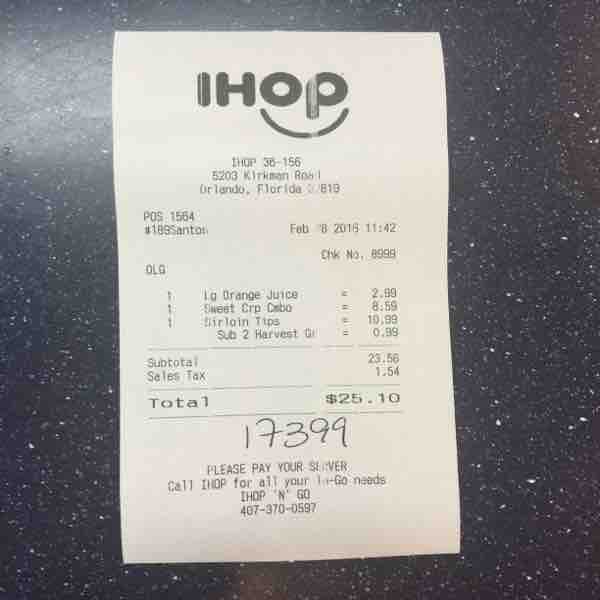 IHOP
IHOP 36-156
5203 Kirkman Road
Orlando, Florida
POS 1564
#189Santon
Feb 2016 11:42
Chk No. 8999
OLG
1 Lg Orange Juice = 2.99
1 Sweet Crp Cmbo = 8.59
1 Sirloin Tips = 10.99
Sub 2 Harvest Gr = 0.99
Subtotal 23.56
Sales Tax 1.54
Total $25.10
17399
PLEASE PAY YOUR SERVER
Call IHOP for all your To-Go needs
IHOP 'N' GO
407-370-0597